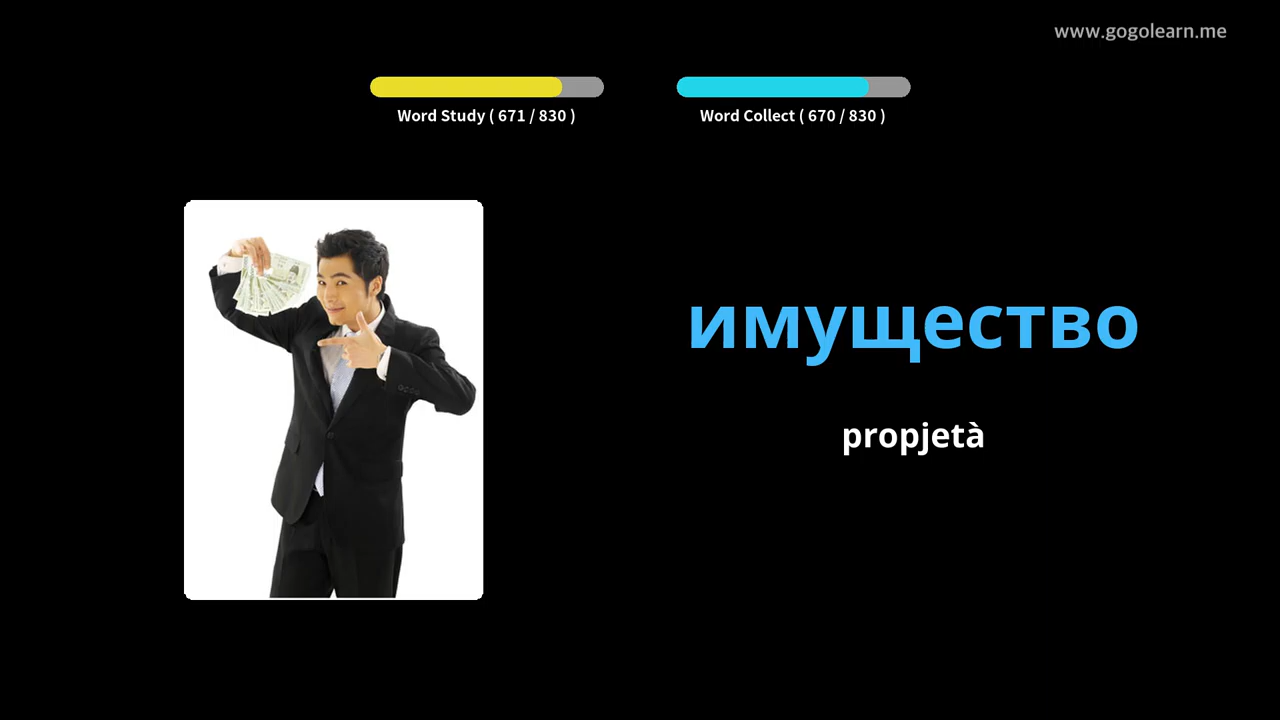 www.gogolearn.me
Word Study ( 671 / 830 )
Word Collect ( 670 / 830 )
имущество
propjetà